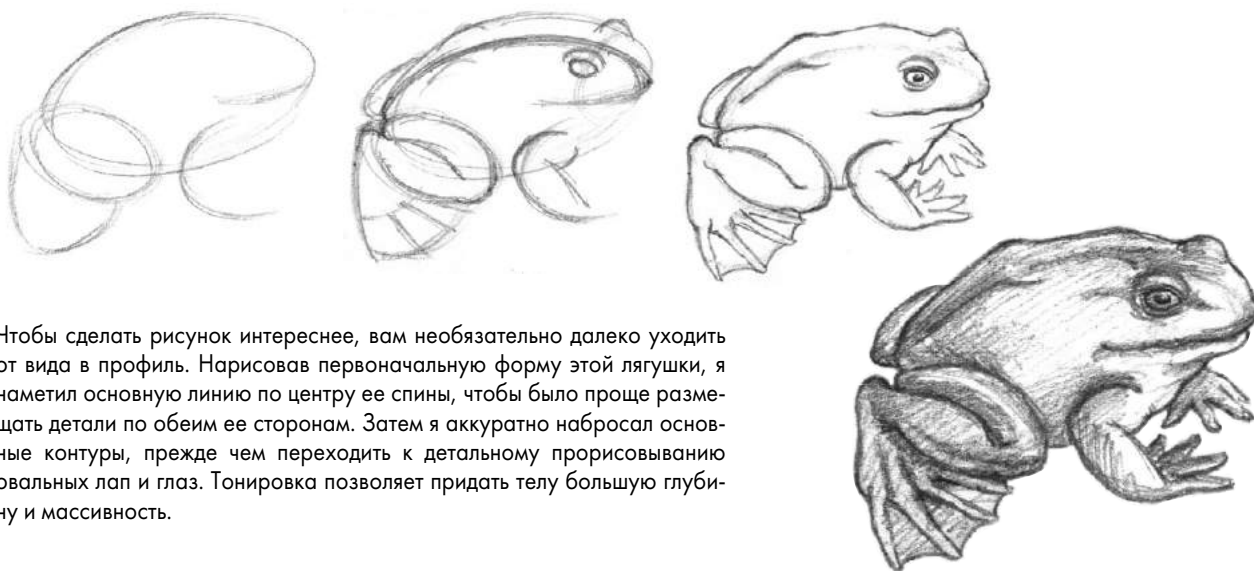 Чтобы сделать рисунок интереснее, вам необязательно далеко уходить
от вида в профиль. Нарисовав первоначальную форму этой лягушки, я
наметил основную линию по центру ее спины, чтобы было проще разме-
щать детали по обеим ее сторонам. Затем я аккуратно набросал основ-
ные контуры, прежде чем переходить к детальному прорисовыванию
овальных лап и глаз. Тонировка позволяет придать телу большую глуби-
ну и массивность.